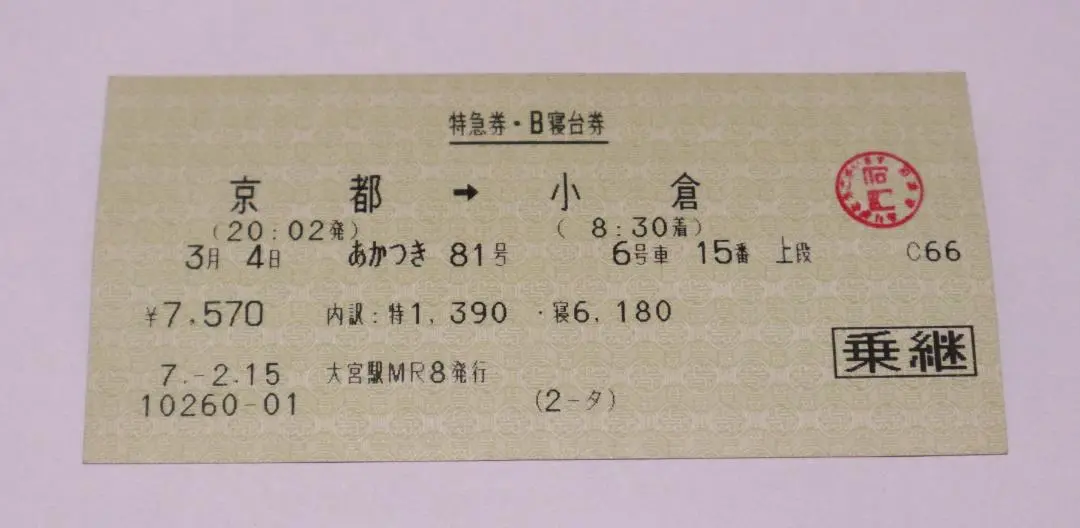 特急券・B寝台券
京都 → 小倉
(20:02発) ( 8:30着)
3月 4日 あかつき 81号 6号車 15番 上段 C66
¥7,570 内訳:特1,390 ・寝6,180
乗継
7.-2.15 大宮駅MR8発行
10260-01 (2-タ)